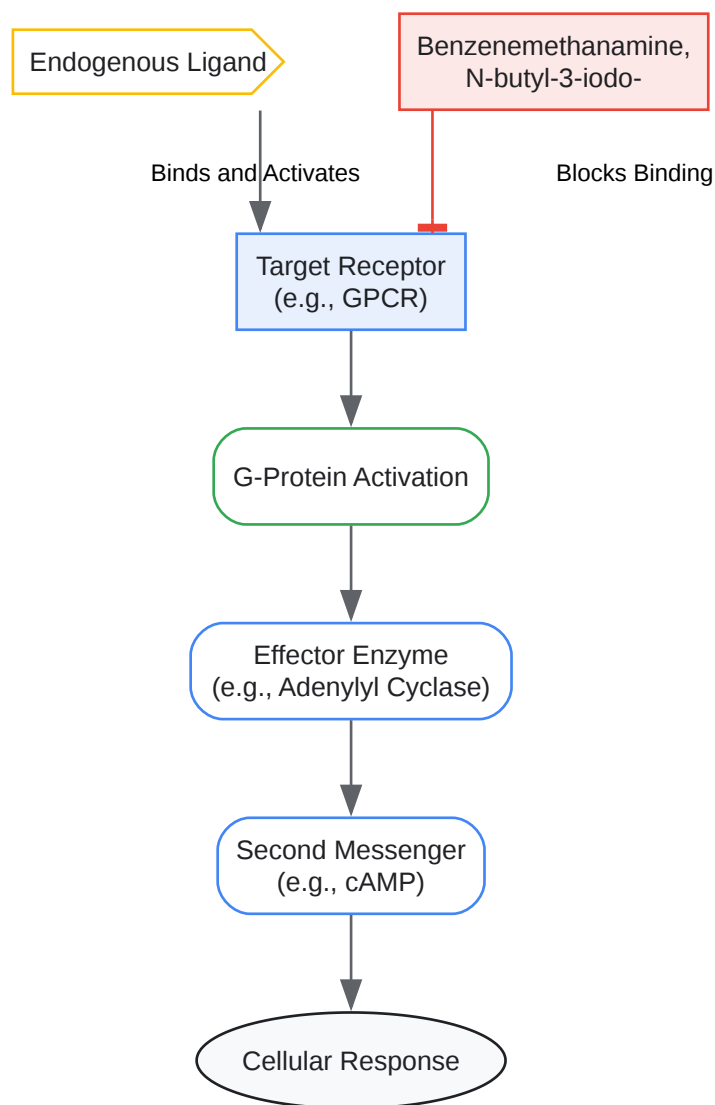 Endogenous Ligand
Benzenemethanamine,
N-butyl-3-iodo-
Binds and Activates
Blocks Binding
Target Receptor
(e.g., GPCR)
G-Protein Activation
Effector Enzyme
(e.g., Adenylyl Cyclase)
Second Messenger
(e.g., cAMP)
Cellular Response